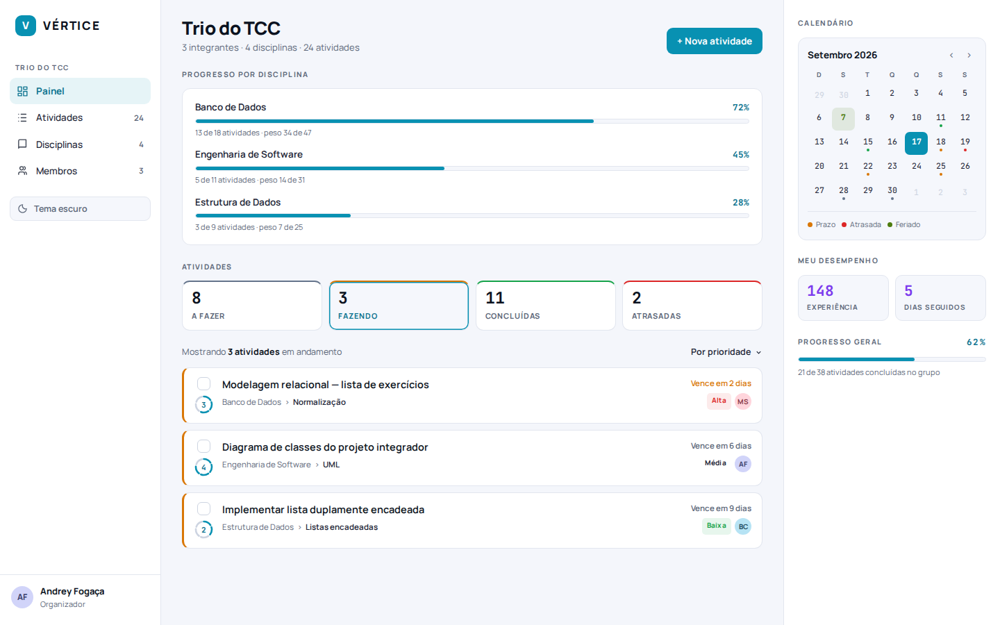 V VÉRTICE
TRIO DO TCC
Painel
Atividades 24
Disciplinas 4
Membros 3
Tema escuro
AF Andrey Fogaça
Organizador
Trio do TCC
3 integrantes · 4 disciplinas · 24 atividades
+ Nova atividade
PROGRESSO POR DISCIPLINA
Banco de Dados 72%
13 de 18 atividades · peso 34 de 47
Engenharia de Software 45%
5 de 11 atividades · peso 14 de 31
Estrutura de Dados 28%
3 de 9 atividades · peso 7 de 25
ATIVIDADES
8
A FAZER
3
FAZENDO
11
CONCLUÍDAS
2
ATRASADAS
Mostrando 3 atividades em andamento
Por prioridade
Modelagem relacional — lista de exercícios
Vence em 2 dias
3
Banco de Dados › Normalização
Alta MS
Diagrama de classes do projeto integrador
Vence em 6 dias
4
Engenharia de Software › UML
Média AF
Implementar lista duplamente encadeada
Vence em 9 dias
2
Estrutura de Dados › Listas encadeadas
Baixa BC
CALENDÁRIO
Setembro 2026 ‹ ›
D S T Q Q S S
29 30 1 2 3 4 5
6 7 8 9 10 11 12
13 14 15 16 17 18 19
20 21 22 23 24 25 26
27 28 29 30 1 2 3
Prazo Atrasada Feriado
MEU DESEMPENHO
148
EXPERIÊNCIA
5
DIAS SEGUIDOS
PROGRESSO GERAL 62%
21 de 38 atividades concluídas no grupo